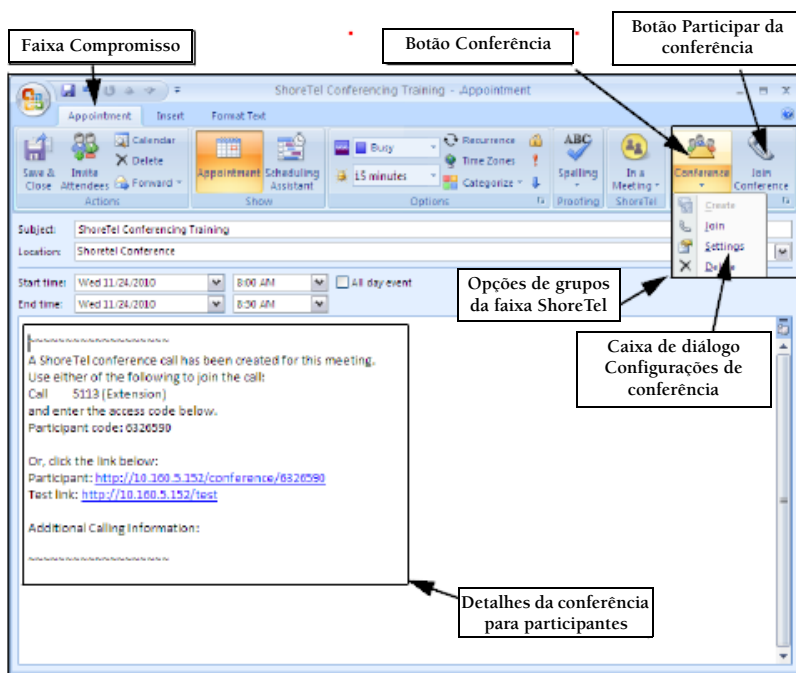 Faixa Compromisso
Botão Conferência
Botão Participar da
conferência
ShoreTel Conferencing Training - Appointment
Appointment Insert Format Text
Save &
Close
Invite
Attendees
Calendar
Delete
Forward
Actions
Appointment
Scheduling
Assistant
Show
Busy
15 minutes
Recurrence
Time Zones
Categorize
Options
ABC
Spelling
Proofing
In a
Meeting
ShoreTel
Conference
Join
Conference
Create
Join
Settings
Delete
Subject: ShoreTel Conferencing Training
Location: Shoretel Conference
Start time: Wed 11/24/2010 8:00 AM All day event
End time: Wed 11/24/2010 8:30 AM
Opções de grupos
da faixa ShoreTel
Caixa de diálogo
Configurações de
conferência
~~~~~~~~~~~~~~~~~~~
A ShoreTel conference call has been created for this meeting.
Use either of the following to join the call:
Call 5113 (Extension)
and enter the access code below.
Participant code: 6326590
Or, click the link below:
Participant: http://10.160.5.152/conference/6326590
Test link: http://10.160.5.152/test
Additional Calling Information:
~~~~~~~~~~~~~~~~~~~
Detalhes da conferência
para participantes